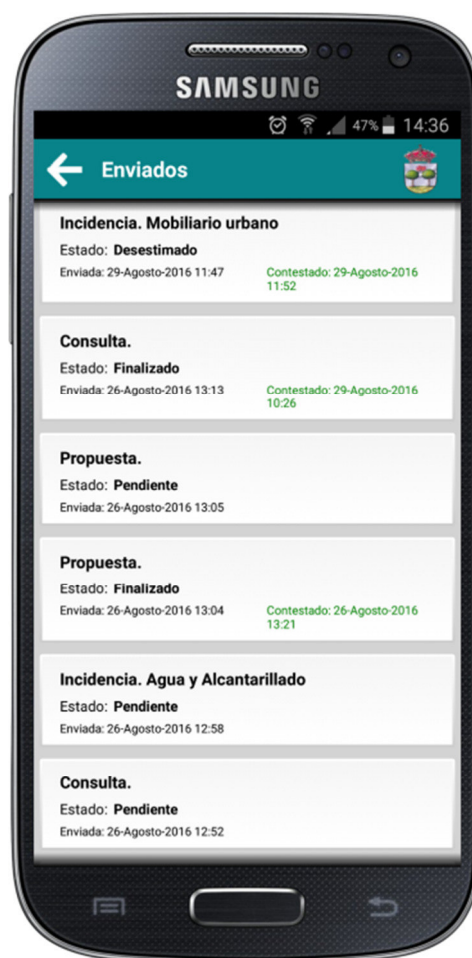 SAMSUNG
47% 14:36
Enviados
Incidencia. Mobiliario urbano
Estado: Desestimado
Enviada: 29-Agosto-2016 11:47 Contestado: 29-Agosto-2016
11:52
Consulta.
Estado: Finalizado
Enviada: 26-Agosto-2016 13:13 Contestado: 29-Agosto-2016
10:26
Propuesta.
Estado: Pendiente
Enviada: 26-Agosto-2016 13:05
Propuesta.
Estado: Finalizado
Enviada: 26-Agosto-2016 13:04 Contestado: 26-Agosto-2016
13:21
Incidencia. Agua y Alcantarillado
Estado: Pendiente
Enviada: 26-Agosto-2016 12:58
Consulta.
Estado: Pendiente
Enviada: 26-Agosto-2016 12:52